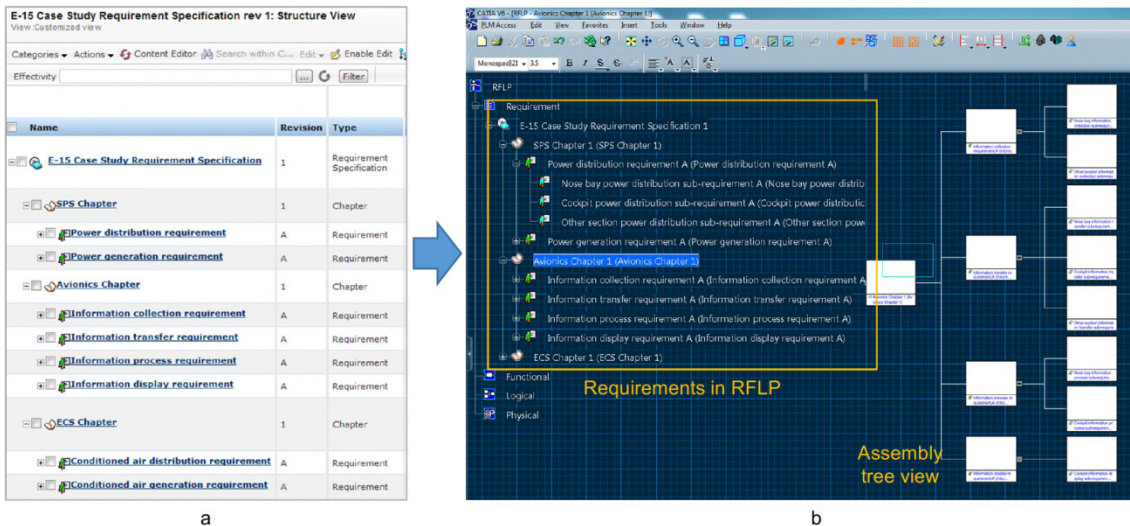 E-15 Case Study Requirement Specification rev 1: Structure View
View:Customized view
Categories Actions Content Editor Search within C... Edit Enable Edit
Effectivity ... Filter
Name Revision Type
E-15 Case Study Requirement Specification 1 Requirement Specification
SPS Chapter 1 Chapter
Power distribution requirement A Requirement
Power generation requirement A Requirement
Avionics Chapter 1 Chapter
Information collection requirement A Requirement
Information transfer requirement A Requirement
Information process requirement A Requirement
Information display requirement A Requirement
ECS Chapter 1 Chapter
Conditioned air distribution requirement A Requirement
Conditioned air generation requirement A Requirement
a
CATIA V6 - [RFLP - Avionics Chapter 1 (Avionics Chapter 1)]
PLM Access Edit View Favorites Insert Tools Window Help
Monospac821 3.5 B I S
RFLP
Requirement
E-15 Case Study Requirement Specification 1
SPS Chapter 1 (SPS Chapter 1)
Power distribution requirement A (Power distribution requirement A)
Nose bay power distribution sub-requirement A (Nose bay power distrib
Cockpit power distribution sub-requirement A (Cockpit power distributic
Other section power distribution sub-requirement A (Other section pow
Power generation requirement A (Power generation requirement A)
Avionics Chapter 1 (Avionics Chapter 1)
Information collection requirement A (Information collection requirement A
Information transfer requirement A (Information transfer requirement A)
Information process requirement A (Information process requirement A)
Information display requirement A (Information display requirement A)
ECS Chapter 1 (ECS Chapter 1)
Functional
Logical
Physical
Requirements in RFLP
Assembly
tree view
b